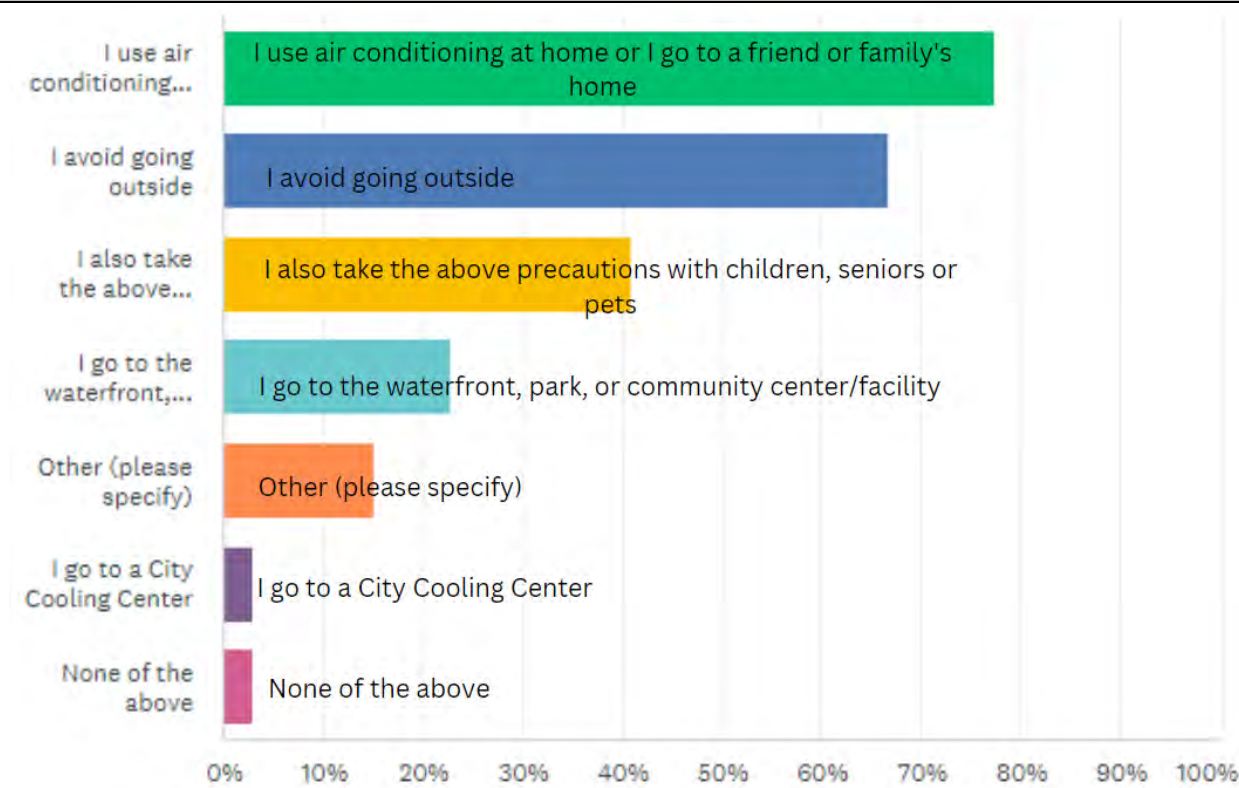 I use air
conditioning...
I use air conditioning at home or I go to a friend or family's
home
I avoid going
outside
I avoid going outside
I also take
the above...
I also take the above precautions with children, seniors or
pets
I go to the
waterfront,...
I go to the waterfront, park, or community center/facility
Other (please
specify)
Other (please specify)
I go to a City
Cooling Center
I go to a City Cooling Center
None of the
above
None of the above
0% 10% 20% 30% 40% 50% 60% 70% 80% 90% 100%